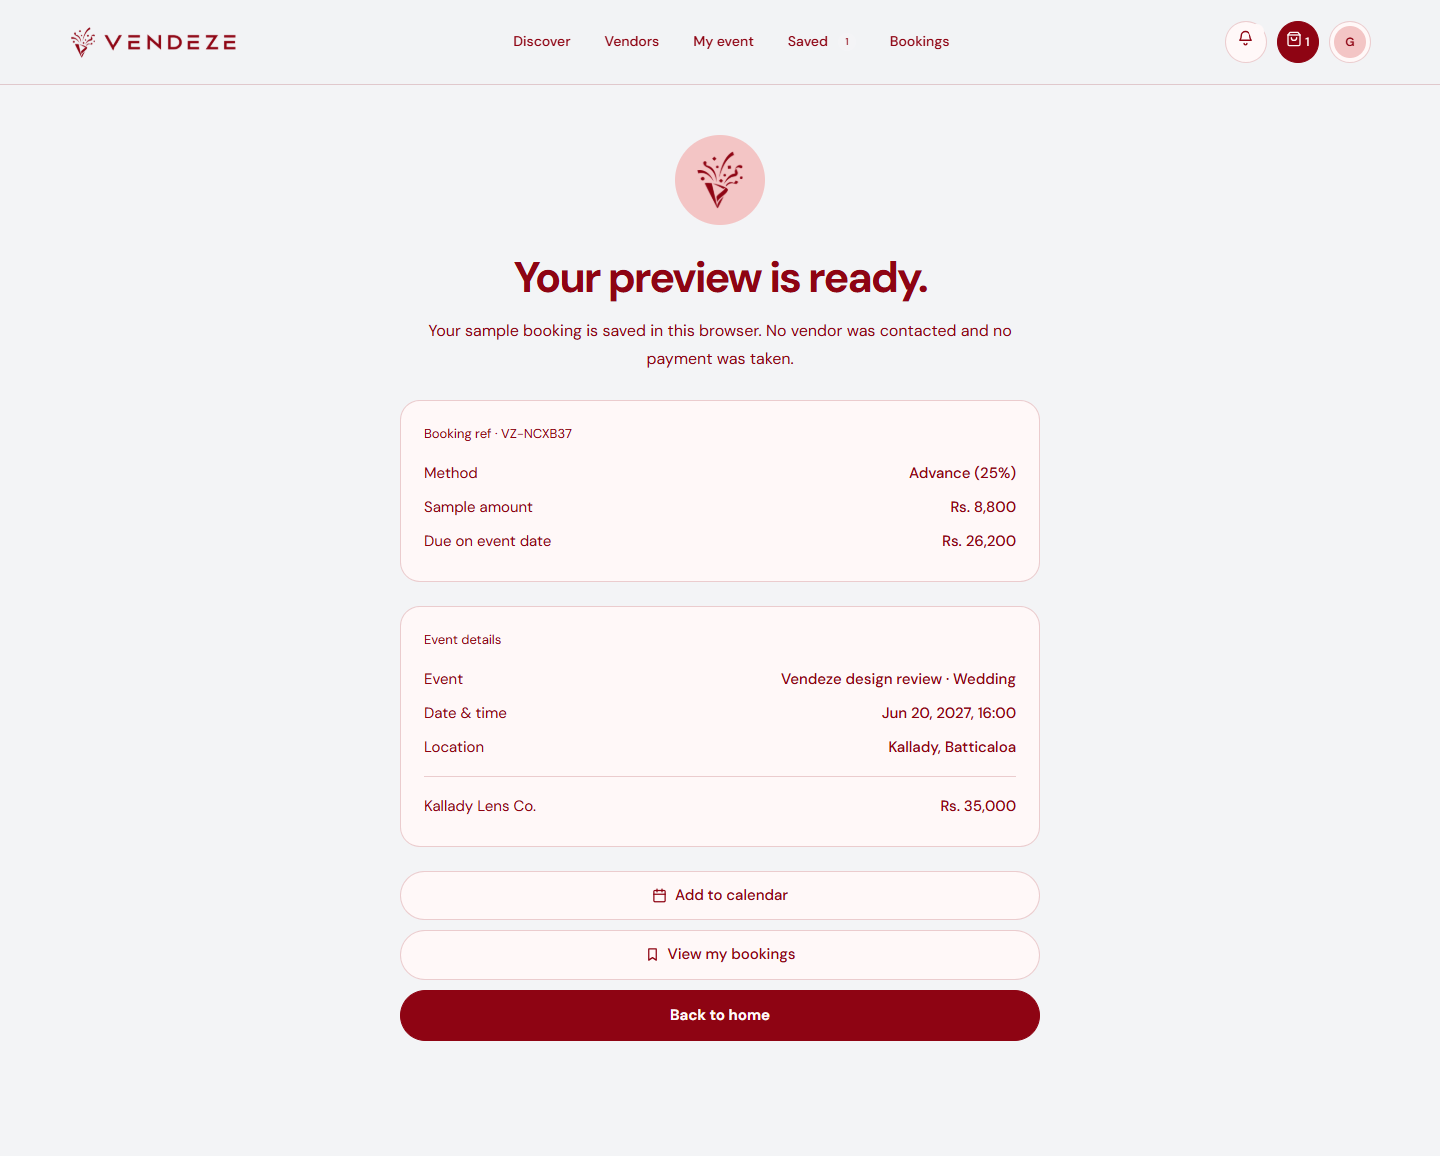 VENDEZE
Discover
Vendors
My event
Saved 1
Bookings
1
G
Your preview is ready.
Your sample booking is saved in this browser. No vendor was contacted and no
payment was taken.
Booking ref · VZ-NCXB37
Method Advance (25%)
Sample amount Rs. 8,800
Due on event date Rs. 26,200
Event details
Event Vendeze design review · Wedding
Date & time Jun 20, 2027, 16:00
Location Kallady, Batticaloa
Kallady Lens Co. Rs. 35,000
Add to calendar
View my bookings
Back to home